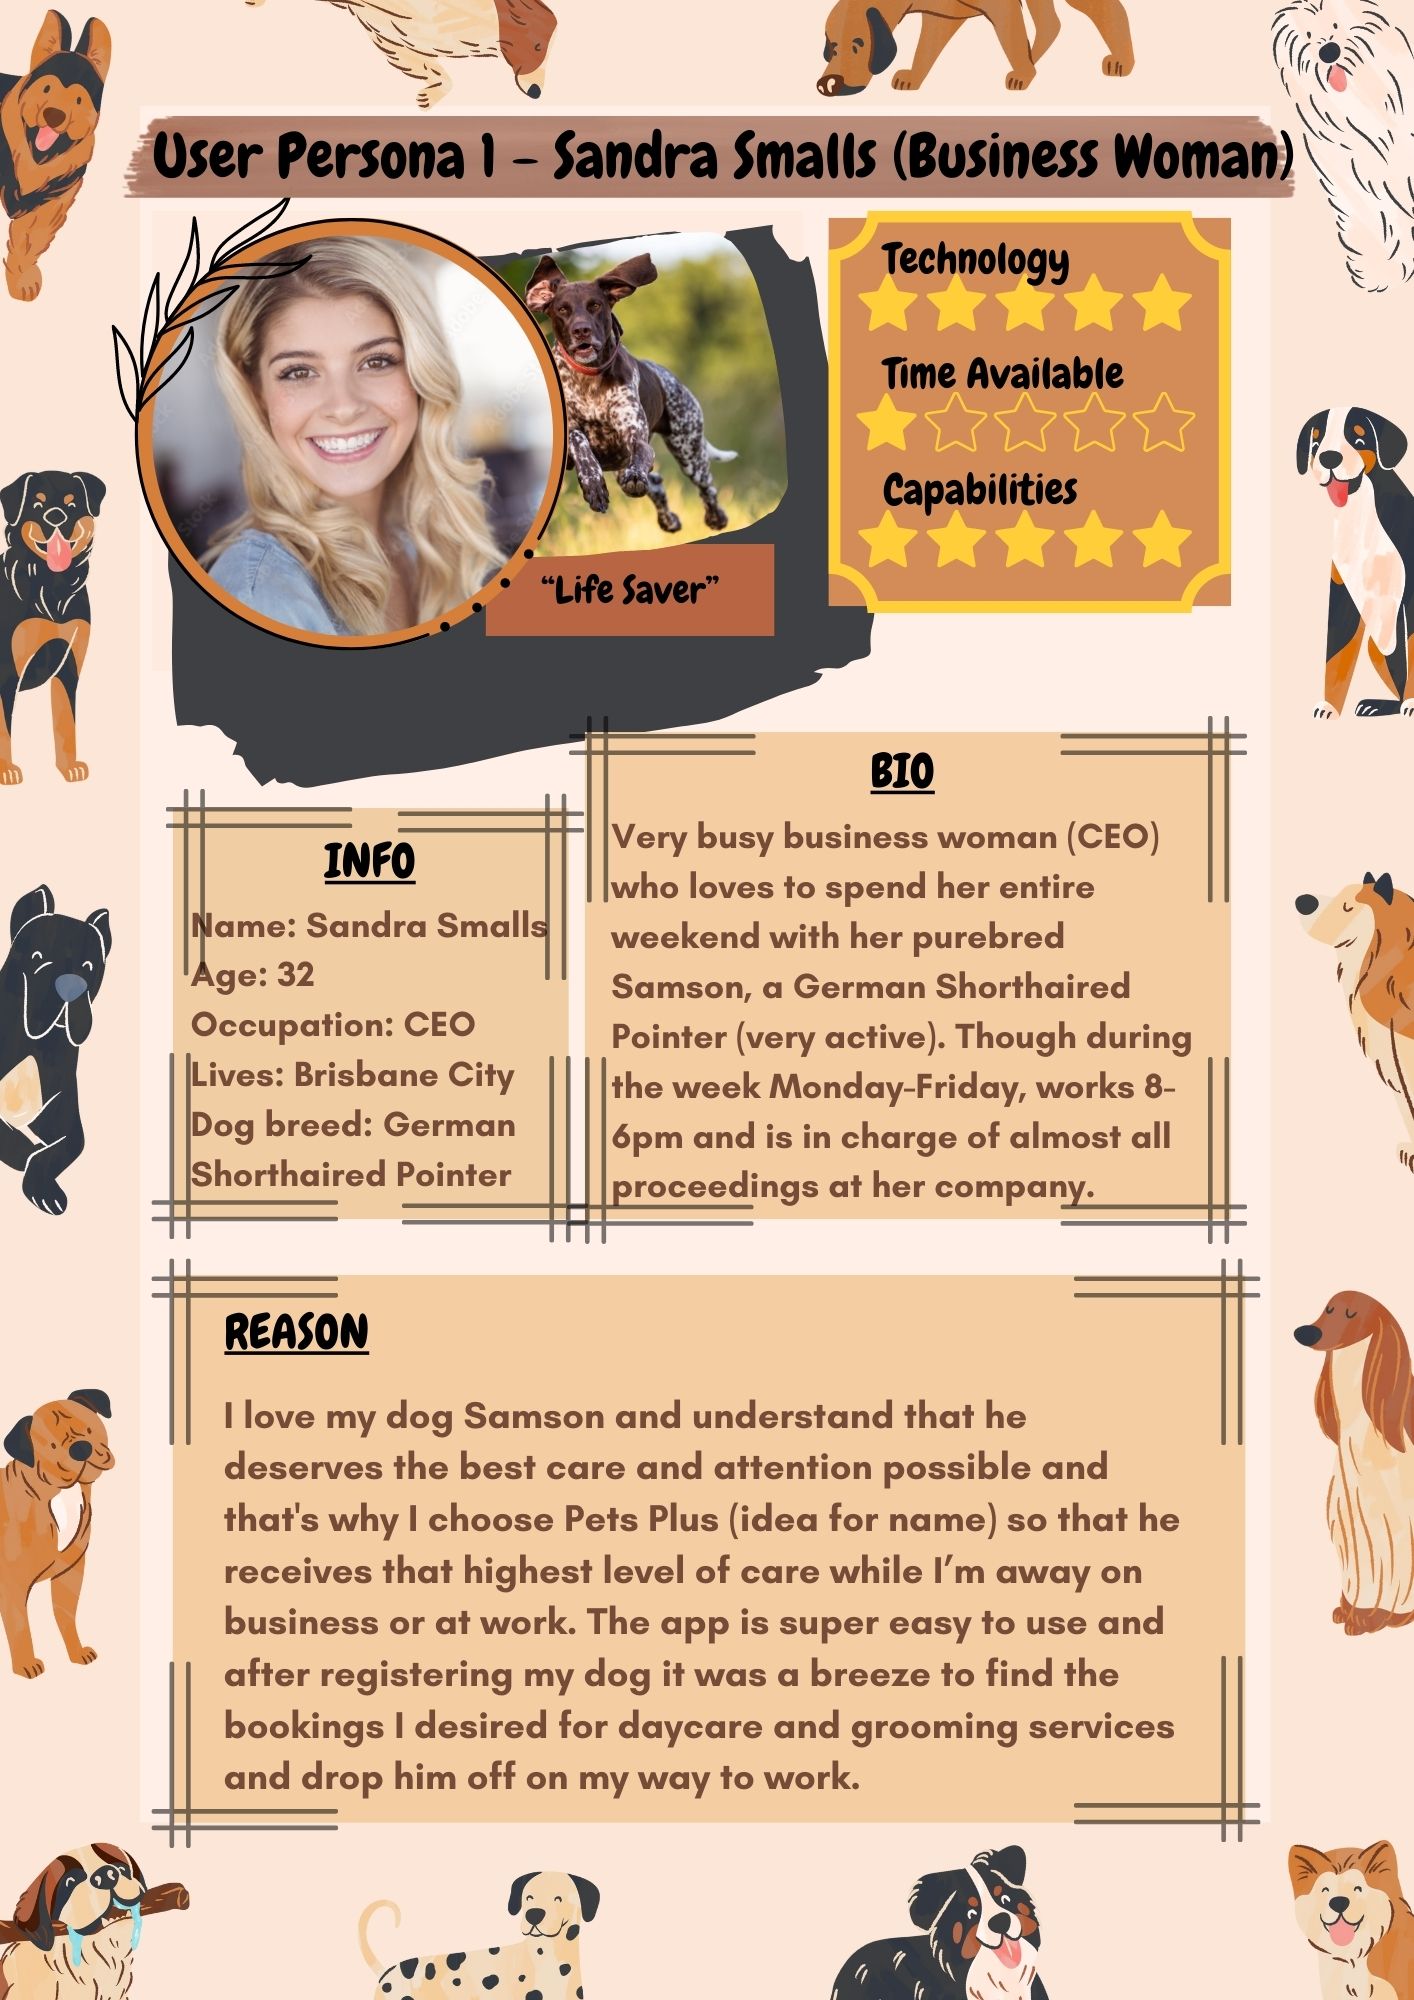 User Persona 1 - Sandra Smalls (Business Woman)
Technology
Time Available
Capabilities
“Life Saver”
BIO
Very busy business woman (CEO)
who loves to spend her entire
weekend with her purebred
Samson, a German Shorthaired
Pointer (very active). Though during
the week Monday-Friday, works 8-
6pm and is in charge of almost all
proceedings at her company.
INFO
Name: Sandra Smalls
Age: 32
Occupation: CEO
Lives: Brisbane City
Dog breed: German
Shorthaired Pointer
REASON
I love my dog Samson and understand that he
deserves the best care and attention possible and
that's why I choose Pets Plus (idea for name) so that he
receives that highest level of care while I’m away on
business or at work. The app is super easy to use and
after registering my dog it was a breeze to find the
bookings I desired for daycare and grooming services
and drop him off on my way to work.